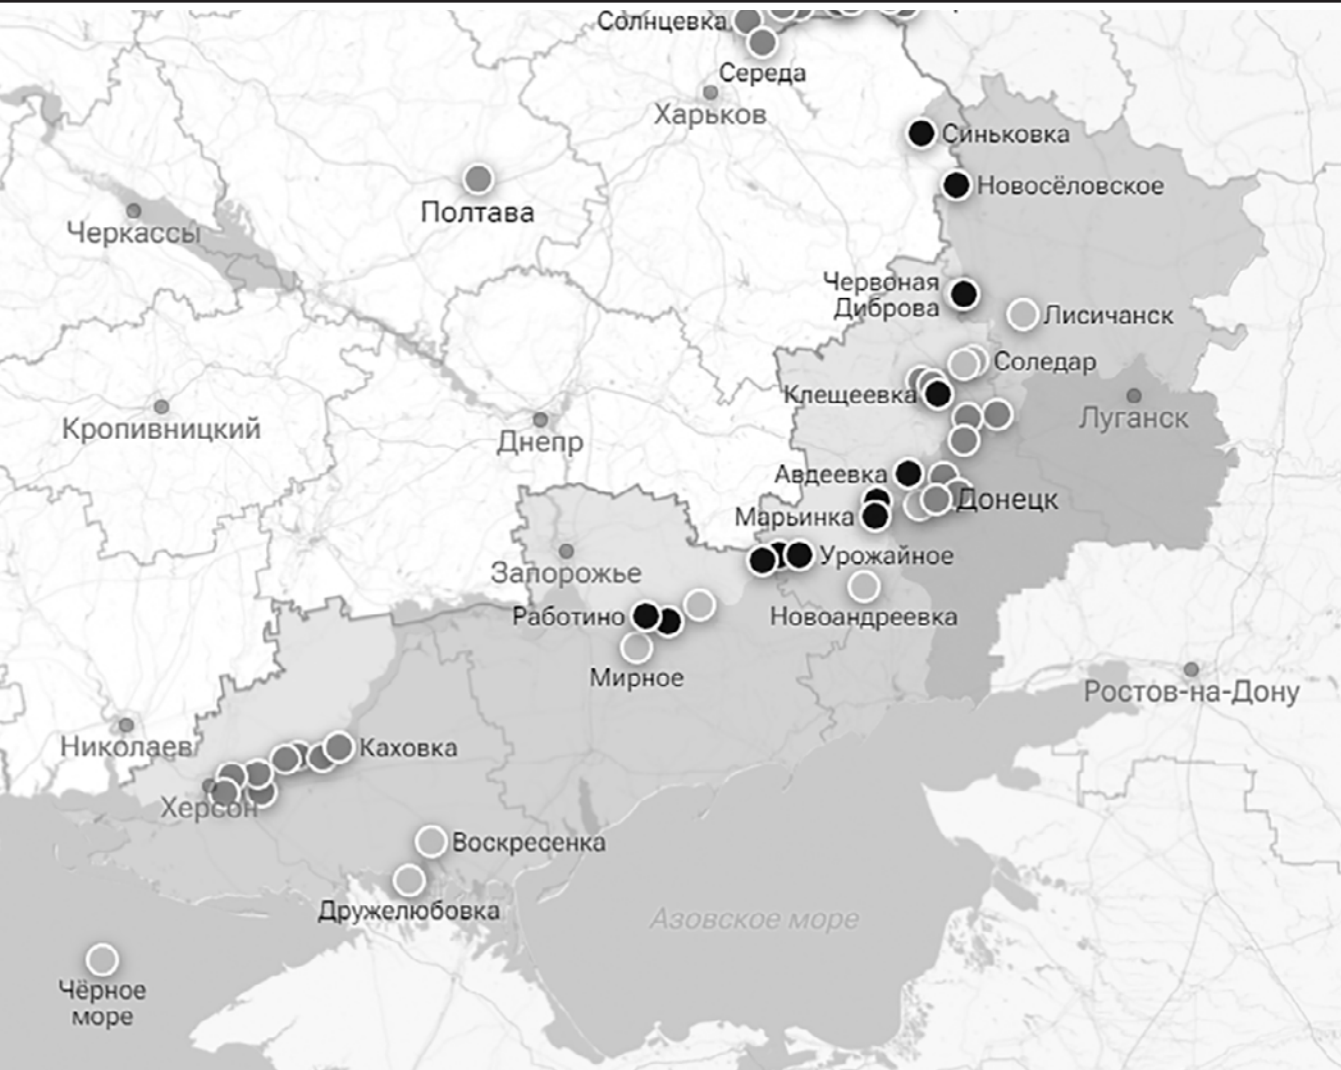 Солнцевка
Середа
Харьков
Синьковка
Новосёловское
Полтава
Черкассы
Червоная
Диброва
Лисичанск
Соледар
Клещеевка
Луганск
Кропивницкий
Днепр
Авдеевка
Донецк
Марьинка
Урожайное
Запорожье
Работино
Новоандреевка
Мирное
Ростов-на-Дону
Николаев
Каховка
Херсон
Воскресенка
Дружелюбовка
Азовское море
Чёрное
море